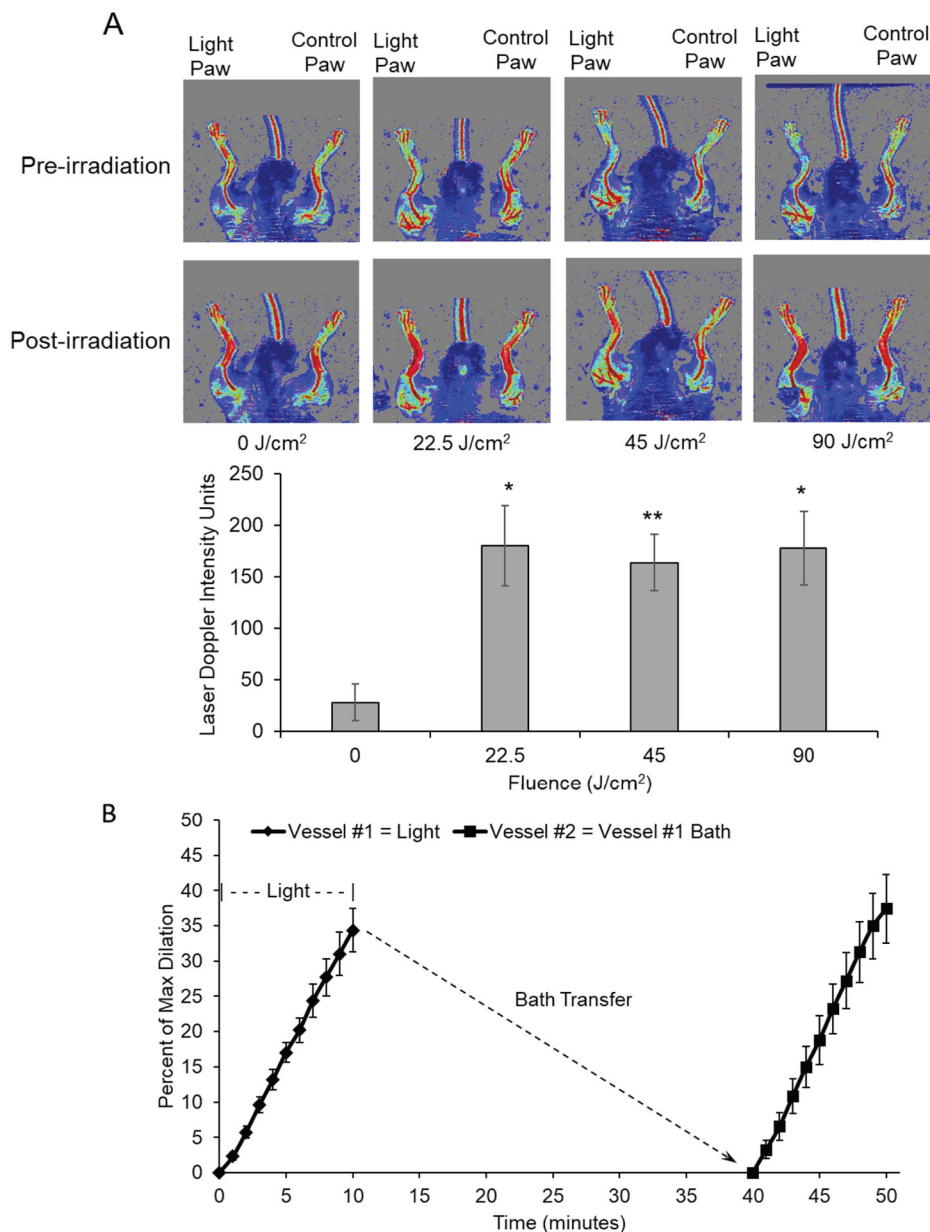 A
Light Paw Control Paw Light Paw Control Paw Light Paw Control Paw Light Paw Control Paw
Pre-irradiation
Post-irradiation
0 J/cm² 22.5 J/cm² 45 J/cm² 90 J/cm²
Laser Doppler Intensity Units
250
200
150
100
50
0
* ** *
0 22.5 45 90
Fluence (J/cm²)
B
Vessel #1 = Light Vessel #2 = Vessel #1 Bath
Light
Bath Transfer
Percent of Max Dilation
50
45
40
35
30
25
20
15
10
5
0
0 5 10 15 20 25 30 35 40 45 50
Time (minutes)